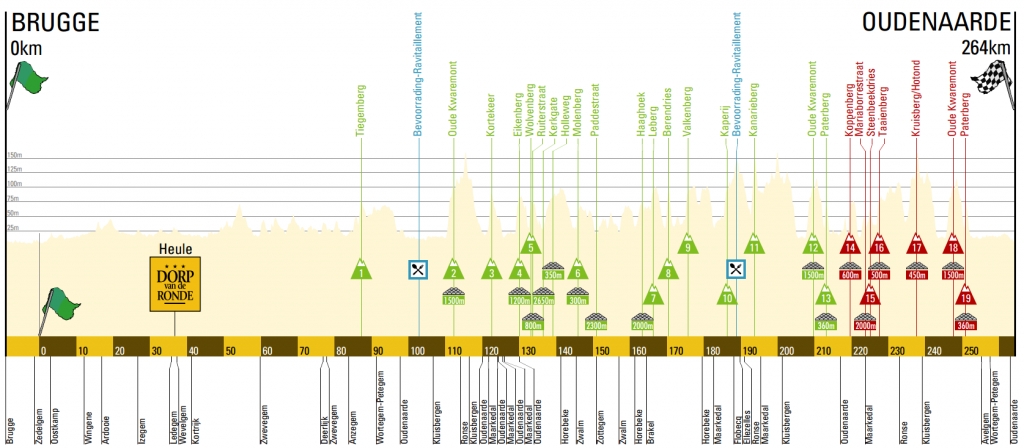 BRUGGE
0km
OUDENAARDE
264km
Tiegemberg
Bevoorrading-Ravitaillement
Oude Kwaremont
Kortekeer
Eikenberg
Wolvenberg
Ruiterstraat
Kerkgate
Holleweg
Molenberg
Paddestraat
Haaghoek
Leberg
Berendries
Valkenberg
Kaperij
Bevoorrading-Ravitaillement
Kanarieberg
Oude Kwaremont
Paterberg
Koppenberg
Mariaborrestraat
Steenbeekdries
Taaienberg
Kruisberg/Hotond
Oude Kwaremont
Paterberg
150m
125m
100m
75m
50m
25m
Heule
DORP
van de
RONDE
1
2
3
4
5
6
7
8
9
10
11
12
13
14
15
16
17
18
19
1500m
1200m
800m
2650m
350m
300m
2300m
2000m
1500m
360m
600m
2000m
500m
450m
1500m
360m
0 10 20 30 40 50 60 70 80 90 100 110 120 130 140 150 160 170 180 190 200 210 220 230 240 250
Brugge
Zedelgem
Oostkamp
Wingene
Ardooie
Izegem
Ledegem
Wevelgem
Kortrijk
Zwevegem
Deerlijk
Zwevegem
Anzegem
Wortegem-Petegem
Oudenaarde
Kluisbergen
Ronse
Kluisbergen
Oudenaarde
Maarkedal
Oudenaarde
Maarkedal
Oudenaarde
Maarkedal
Oudenaarde
Horebeke
Zwalm
Zottegem
Zwalm
Horebeke
Brakel
Horebeke
Maarkedal
Brakel
Flobecq
Ellezelles
Ronse
Maarkedal
Kluisbergen
Oudenaarde
Maarkedal
Ronse
Kluisbergen
Oudenaarde
Avelgem
Wortegem-Petegem
Oudenaarde